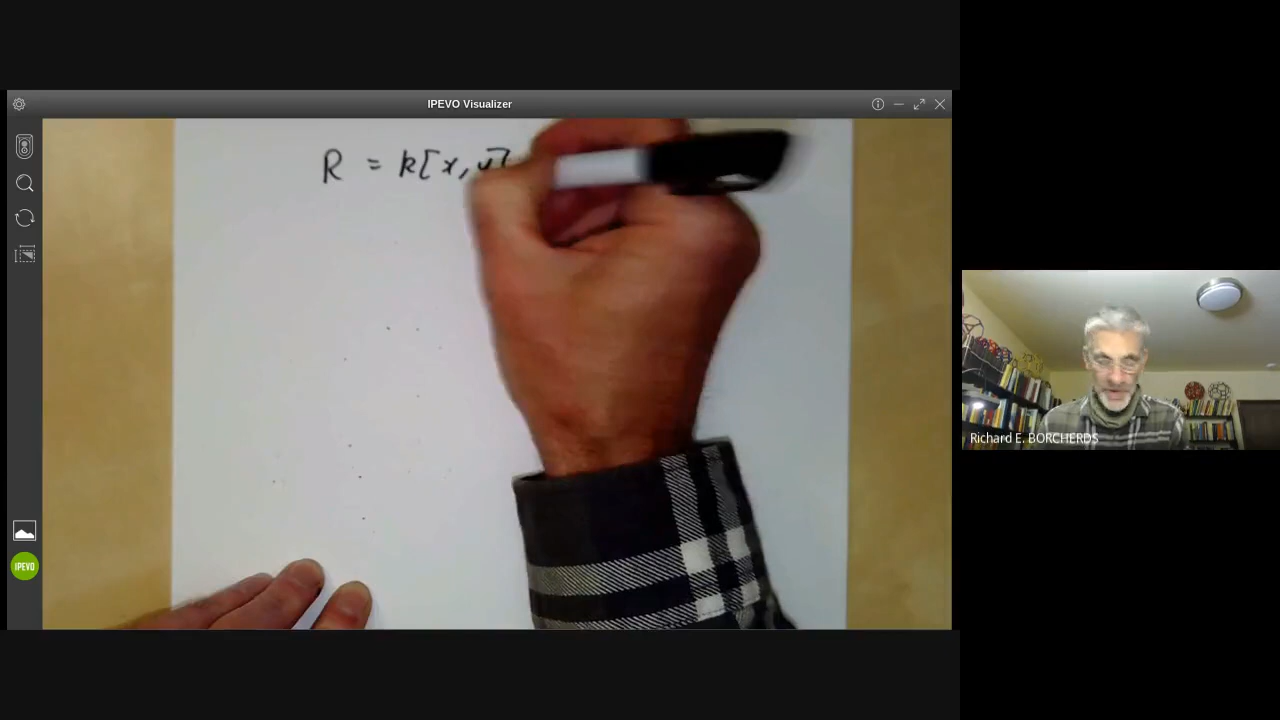 IPEVO Visualizer
R = k[x,y]
IPEVO
Richard E. BORCHERDS